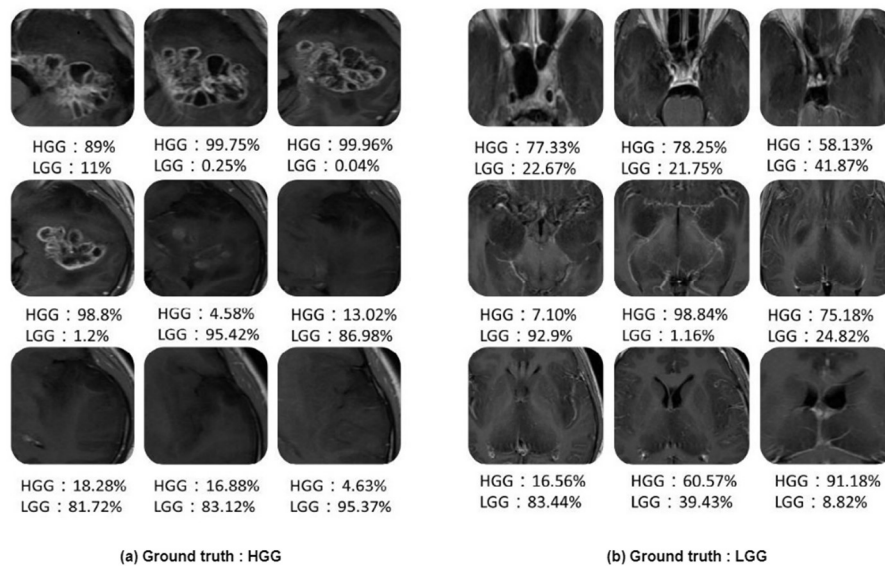 HGG : 89%
LGG : 11%
HGG : 99.75%
LGG : 0.25%
HGG : 99.96%
LGG : 0.04%
HGG : 77.33%
LGG : 22.67%
HGG : 78.25%
LGG : 21.75%
HGG : 58.13%
LGG : 41.87%
HGG : 98.8%
LGG : 1.2%
HGG : 4.58%
LGG : 95.42%
HGG : 13.02%
LGG : 86.98%
HGG : 7.10%
LGG : 92.9%
HGG : 98.84%
LGG : 1.16%
HGG : 75.18%
LGG : 24.82%
HGG : 18.28%
LGG : 81.72%
HGG : 16.88%
LGG : 83.12%
HGG : 4.63%
LGG : 95.37%
HGG : 16.56%
LGG : 83.44%
HGG : 60.57%
LGG : 39.43%
HGG : 91.18%
LGG : 8.82%
(a) Ground truth : HGG
(b) Ground truth : LGG